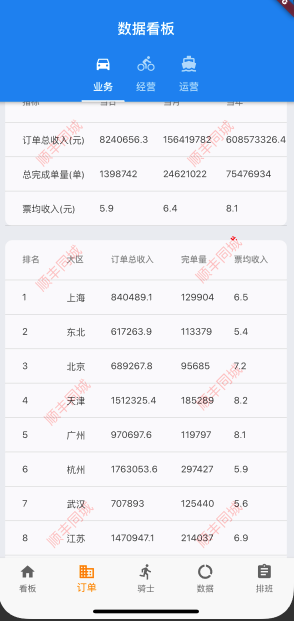 数据看板
业务 经营 运营
指标 当日 当月 当年
订单总收入(元) 8240656.3 156419782 608573326.4
总完成单量(单) 1398742 24621022 75476934
票均收入(元) 5.9 6.4 8.1
排名 大区 订单总收入 完单量 票均收入
1 上海 840489.1 129904 6.5
2 东北 617263.9 113379 5.4
3 北京 689267.8 95685 7.2
4 天津 1512325.4 185289 8.2
5 广州 970697.6 119797 8.1
6 杭州 1763053.6 297427 5.9
7 武汉 707893 125440 5.6
8 江苏 1470947.1 214037 6.9
看板 订单 骑士 数据 排班
顺丰同城
顺丰同城
顺丰同城
顺丰同城
顺丰同城
顺丰同城
顺丰同城
顺丰同城